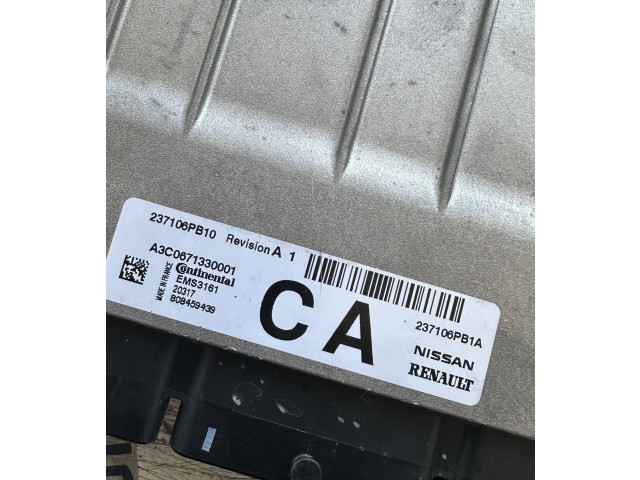 237106PB10 Revision A 1
A3C0671330001
MADE IN FRANCE
Continental
EMS3161
20317
808459439
CA
237106PB1A
NISSAN
RENAULT